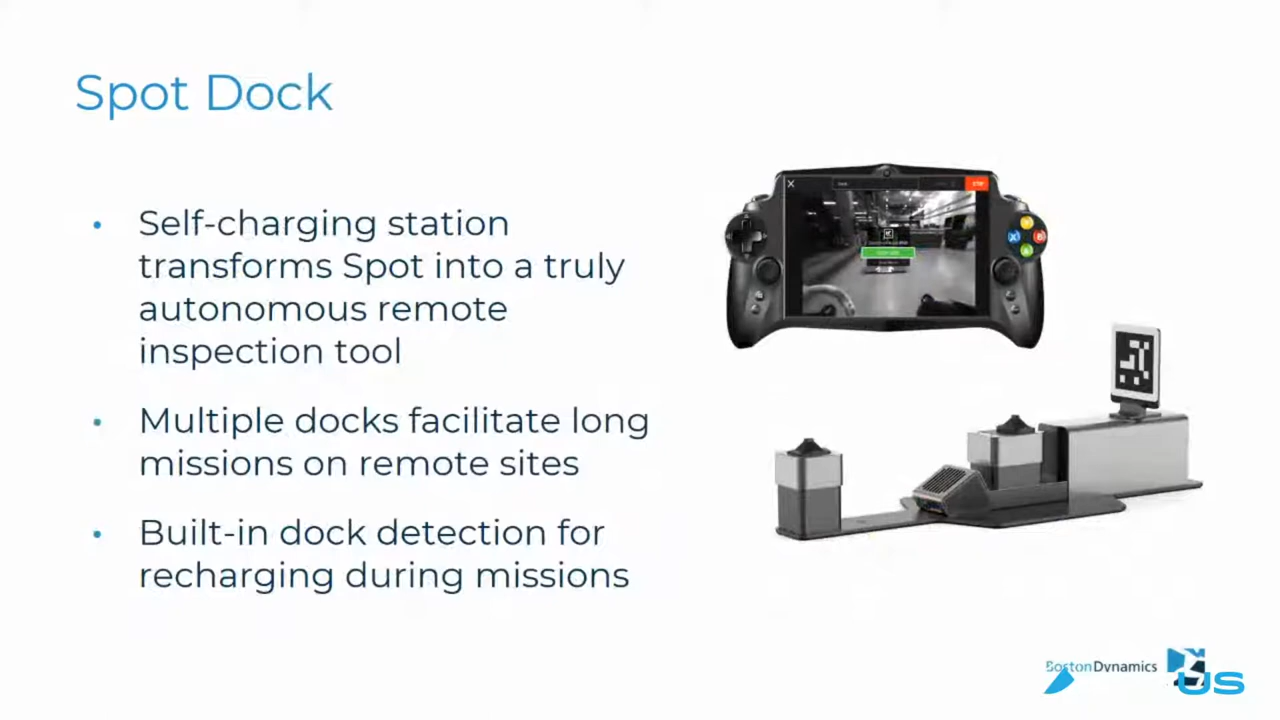 Spot Dock
• Self-charging station
transforms Spot into a truly
autonomous remote
inspection tool
• Multiple docks facilitate long
missions on remote sites
• Built-in dock detection for
recharging during missions
BostonDynamics
US